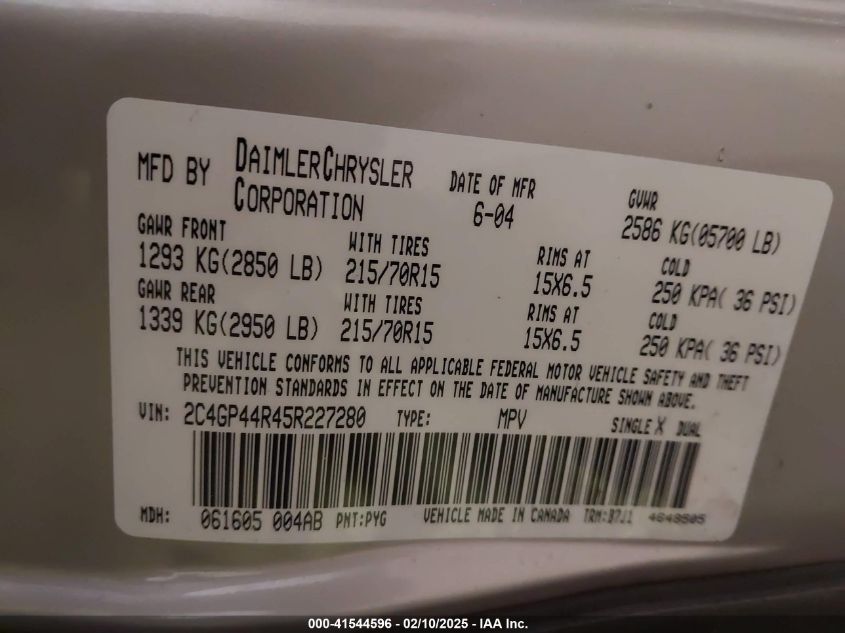 MFD BY DAIMLERCHRYSLER CORPORATION DATE OF MFR 6-04 GVWR 2586 KG(05700 LB)
GAWR FRONT WITH TIRES RIMS AT COLD
1293 KG(2850 LB) 215/70R15 15X6.5 250 KPA( 36 PSI)
GAWR REAR WITH TIRES RIMS AT COLD
1339 KG(2950 LB) 215/70R15 15X6.5 250 KPA( 36 PSI)
THIS VEHICLE CONFORMS TO ALL APPLICABLE FEDERAL MOTOR VEHICLE SAFETY AND THEFT
PREVENTION STANDARDS IN EFFECT ON THE DATE OF MANUFACTURE SHOWN ABOVE.
VIN: 2C4GP44R45R227280 TYPE: MPV SINGLE X DUAL
MDH: 061605 004AB PNT:PYG VEHICLE MADE IN CANADA TRM:B7J1 4648505
000-41544596 - 02/10/2025 - IAA Inc.